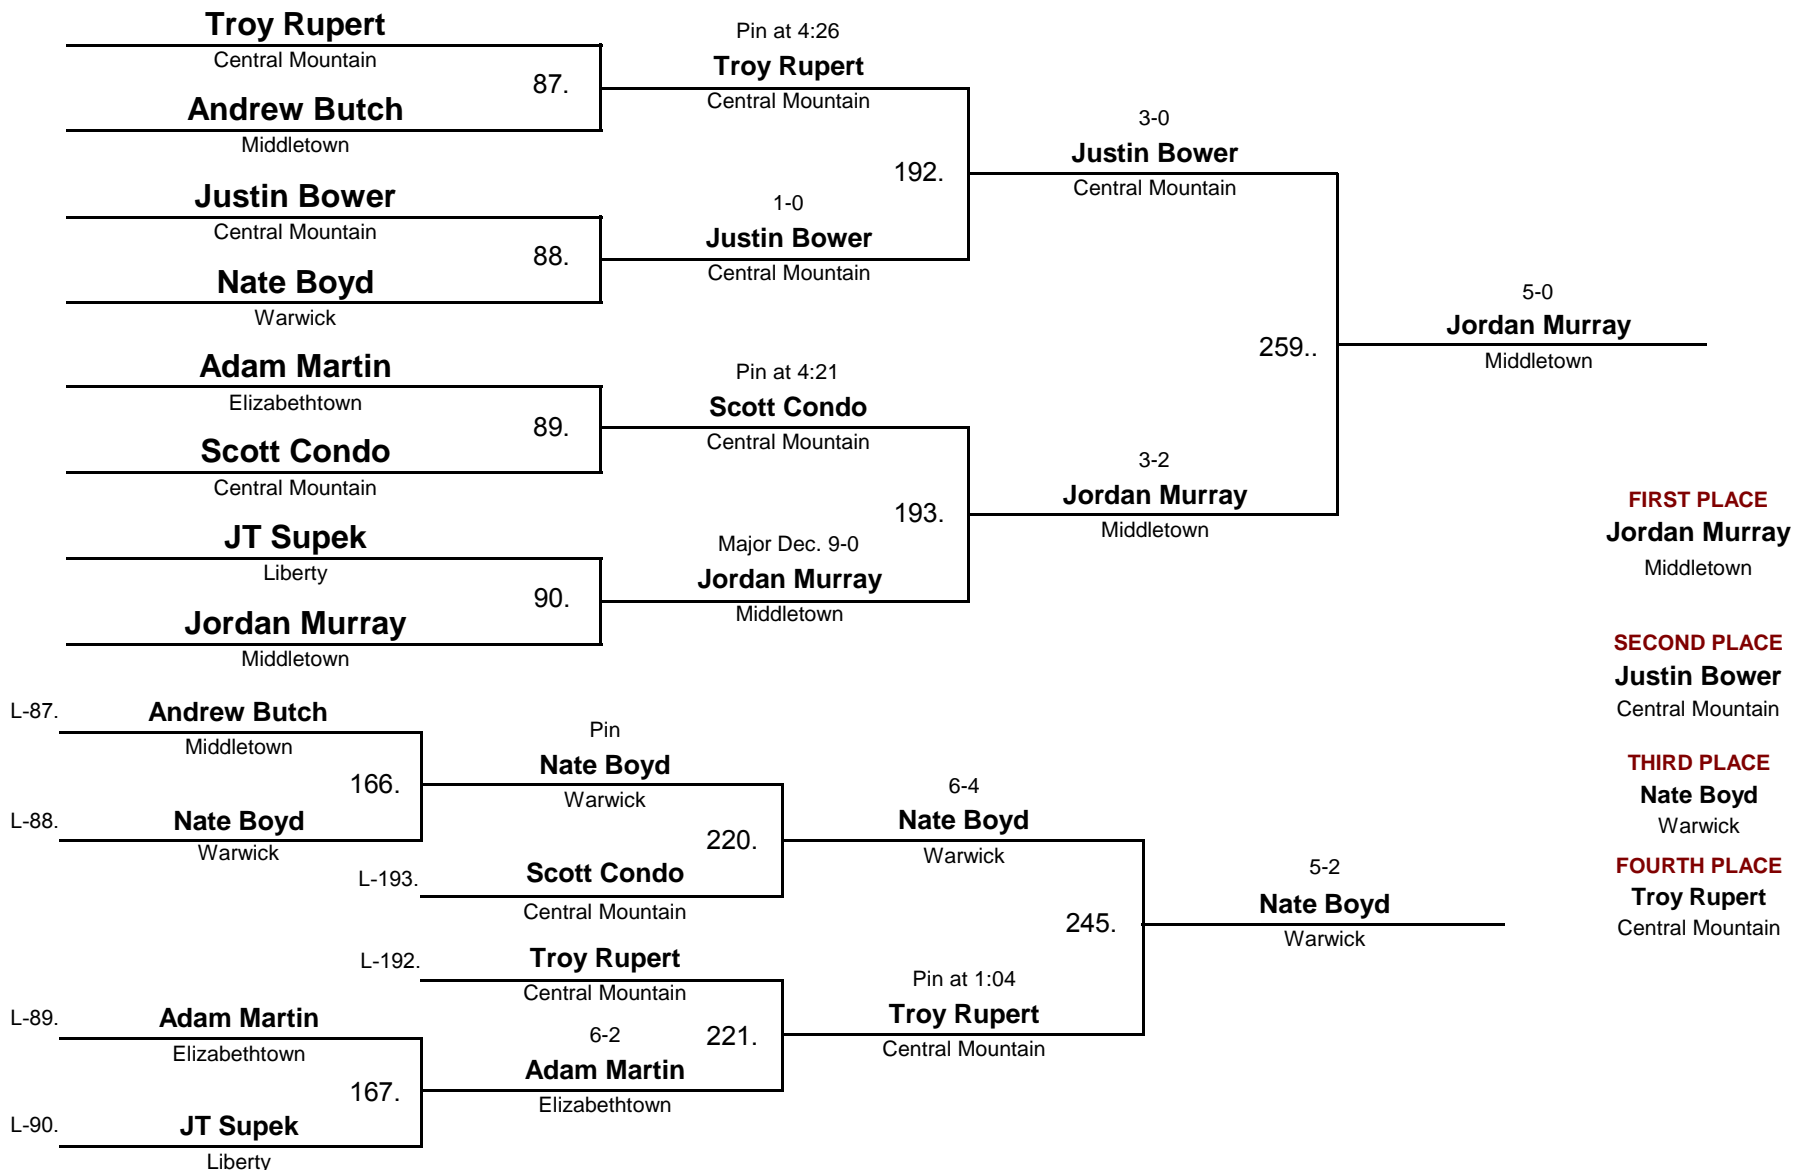 Troy Rupert
Central Mountain
87.
Andrew Butch
Middletown
Justin Bower
Central Mountain
88.
Nate Boyd
Warwick
Adam Martin
Elizabethtown
89.
Scott Condo
Central Mountain
JT Supek
Liberty
90.
Jordan Murray
Middletown
Pin at 4:26
Troy Rupert
Central Mountain
192.
1-0
Justin Bower
Central Mountain
Pin at 4:21
Scott Condo
Central Mountain
193.
Major Dec. 9-0
Jordan Murray
Middletown
3-0
Justin Bower
Central Mountain
259..
3-2
Jordan Murray
Middletown
5-0
Jordan Murray
Middletown
FIRST PLACE
Jordan Murray
Middletown
SECOND PLACE
Justin Bower
Central Mountain
THIRD PLACE
Nate Boyd
Warwick
FOURTH PLACE
Troy Rupert
Central Mountain
L-87.
Andrew Butch
Middletown
166.
L-88.
Nate Boyd
Warwick
Pin
Nate Boyd
Warwick
220.
L-193.
Scott Condo
Central Mountain
L-192.
Troy Rupert
Central Mountain
221.
L-89.
Adam Martin
Elizabethtown
167.
L-90.
JT Supek
Liberty
6-2
Adam Martin
Elizabethtown
6-4
Nate Boyd
Warwick
245.
Pin at 1:04
Troy Rupert
Central Mountain
5-2
Nate Boyd
Warwick